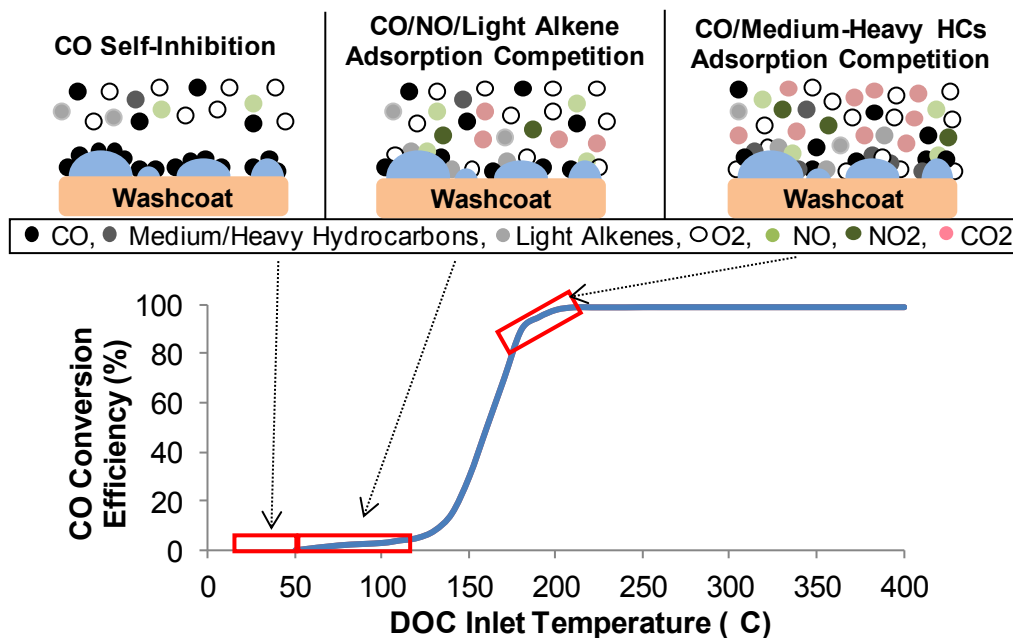 CO Self-Inhibition
CO/NO/Light Alkene
Adsorption Competition
CO/Medium-Heavy HCs
Adsorption Competition
Washcoat
Washcoat
Washcoat
CO, Medium/Heavy Hydrocarbons, Light Alkenes, O2, NO, NO2, CO2
CO Conversion
Efficiency (%)
100
80
60
40
20
0
0 50 100 150 200 250 300 350 400
DOC Inlet Temperature ( C)